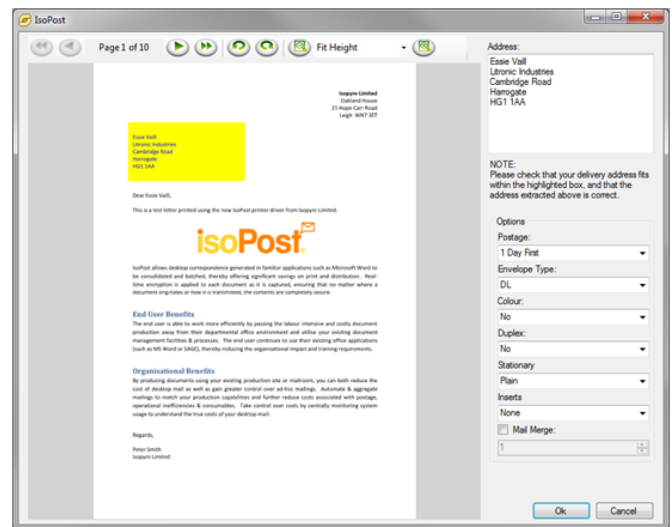 IsoPost
Page 1 of 10
Fit Height
Isopyre Limited
Oakland House
21 Hope Carr Road
Leigh WN7 3ET
Essie Vaill
Litronic Industries
Cambridge Road
Harrogate
HG1 1AA
Dear Essie Vaill,
This is a test letter printed using the new IsoPost printer driver from Isopyre Limited.
isoPost
IsoPost allows desktop correspondence generated in familiar applications such as Microsoft Word to
be consolidated and batched, thereby offering significant savings on print and distribution. Real-
time encryption is applied to each document as it is captured, ensuring that no matter where a
document originates or how it is transmitted, the contents are completely secure.
End User Benefits
The end user is able to work more efficiently by passing the labour intensive and costly document
production away from their departmental office environment and utilise your existing document
management facilities & processes. The end user continues to use their existing office applications
(such as MS Word or SAGE), thereby reducing the organisational impact and training requirements.
Organisational Benefits
By producing documents using your existing production site or mailroom, you can both reduce the
cost of desktop mail as well as gain greater control over ad-hoc mailings. Automate & aggregate
mailings to match your production capabilities and further reduce costs associated with postage,
operational inefficiencies & consumables. Take control over costs by centrally monitoring system
usage to understand the true costs of your desktop mail.
Regards,
Peter Smith
Isopyre Limited
Address:
Essie Vaill
Litronic Industries
Cambridge Road
Harrogate
HG1 1AA
NOTE:
Please check that your delivery address fits
within the highlighted box, and that the
address extracted above is correct.
Options
Postage:
1 Day First
Envelope Type:
DL
Colour:
No
Duplex:
No
Stationary
Plain
Inserts
None
Mail Merge:
1
Ok
Cancel